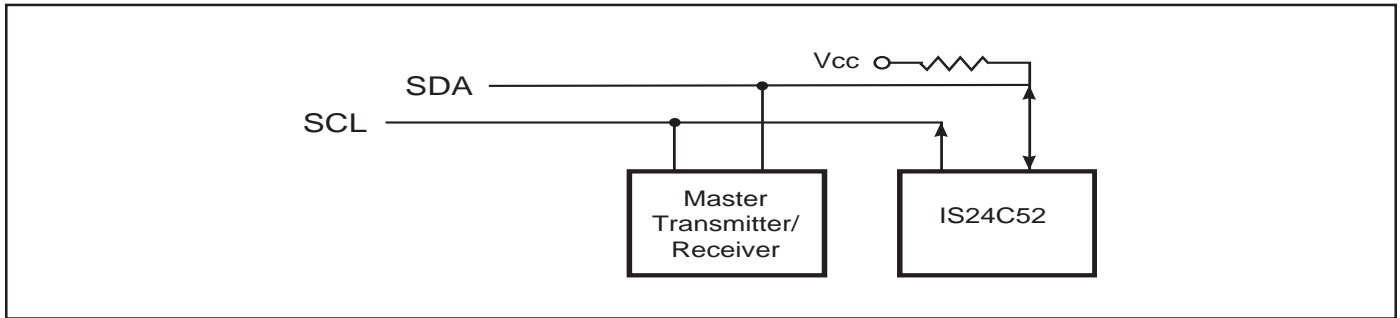 Vcc
SDA
SCL
Master
Transmitter/
Receiver
IS24C52